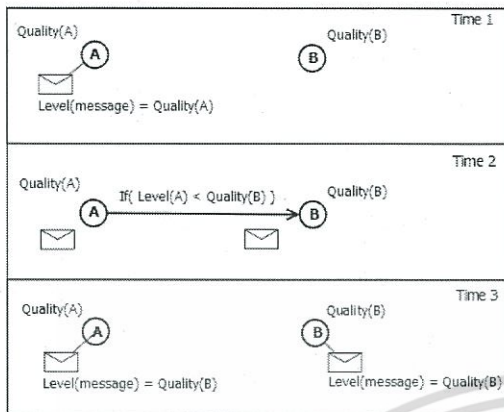 Time 1
Quality(A)
Quality(B)
A
B
Level(message) = Quality(A)
Time 2
Quality(A)
Quality(B)
If( Level(A) < Quality(B) )
A
B
Time 3
Quality(A)
Quality(B)
A
B
Level(message) = Quality(B)
Level(message) = Quality(B)